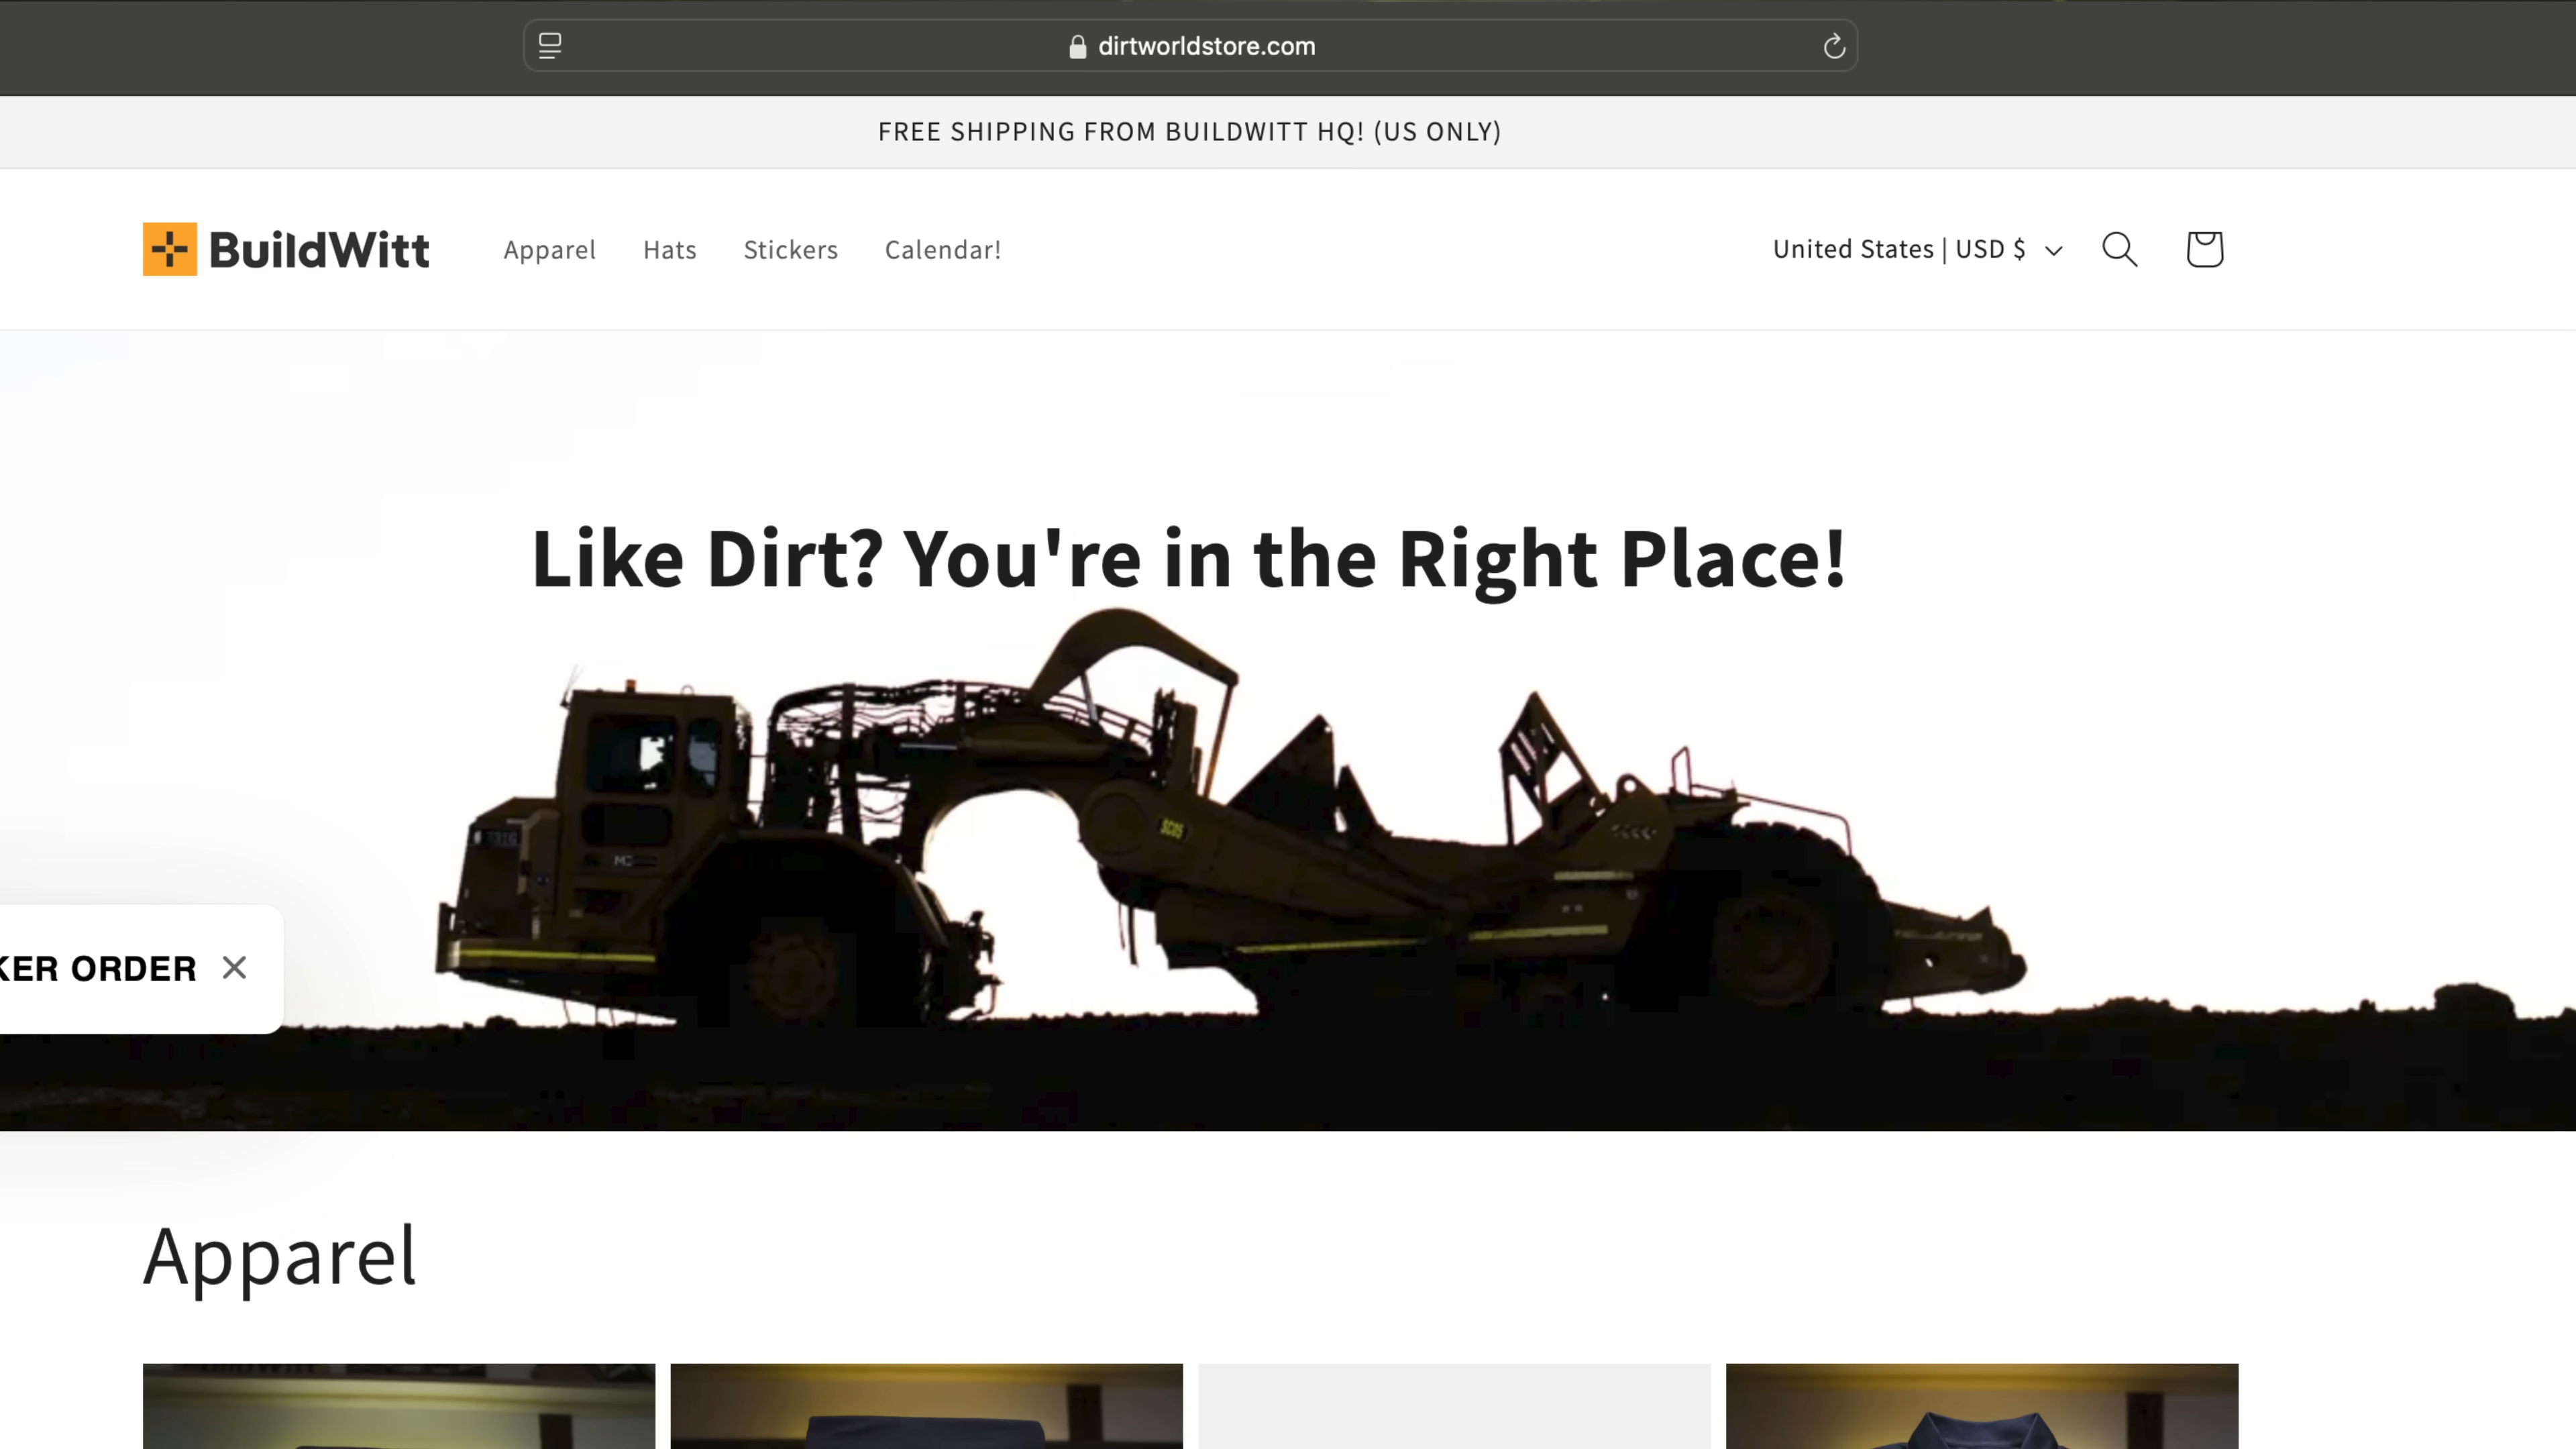 dirtworldstore.com
FREE SHIPPING FROM BUILDWITT HQ! (US ONLY)
BuildWitt Apparel Hats Stickers Calendar! United States | USD $
Like Dirt? You're in the Right Place!
SC05
KER ORDER
Apparel